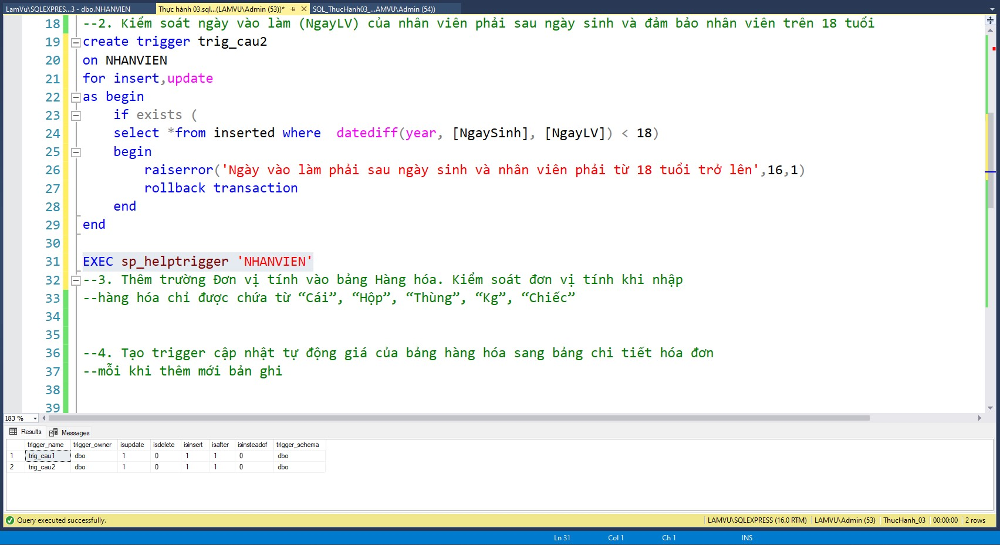 LamVu\SQLEXPRESS...3 - dbo.NHANVIEN
Thực hành 03.sql...(LAMVU\Admin (53))*
SQL_ThucHanh03_...AMVU\Admin (54))
18 --2. Kiểm soát ngày vào làm (NgayLV) của nhân viên phải sau ngày sinh và đảm bảo nhân viên trên 18 tuổi
19 create trigger trig_cau2
20 on NHANVIEN
21 for insert,update
22 as begin
23 if exists (
24 select *from inserted where  datediff(year, [NgaySinh], [NgayLV]) < 18)
25 begin
26 raiserror('Ngày vào làm phải sau ngày sinh và nhân viên phải từ 18 tuổi trở lên',16,1)
27 rollback transaction
28 end
29 end
30
31 EXEC sp_helptrigger 'NHANVIEN'
32 --3. Thêm trường Đơn vị tính vào bảng Hàng hóa. Kiểm soát đơn vị tính khi nhập
33 --hàng hóa chỉ được chứa từ “Cái”, “Hộp”, “Thùng”, “Kg”, “Chiếc”
34
35
36 --4. Tạo trigger cập nhật tự động giá của bảng hàng hóa sang bảng chi tiết hóa đơn
37 --mỗi khi thêm mới bản ghi
38
39
183 %
Results Messages
trigger_name trigger_owner isupdate isdelete isinsert isafter isinsteadof trigger_schema
1 trig_cau1 dbo 1 0 1 1 0 dbo
2 trig_cau2 dbo 1 0 1 1 0 dbo
Query executed successfully.
LAMVU\SQLEXPRESS (16.0 RTM) LAMVU\Admin (53) ThucHanh_03 00:00:00 2 rows
Ln 31 Col 1 Ch 1 INS